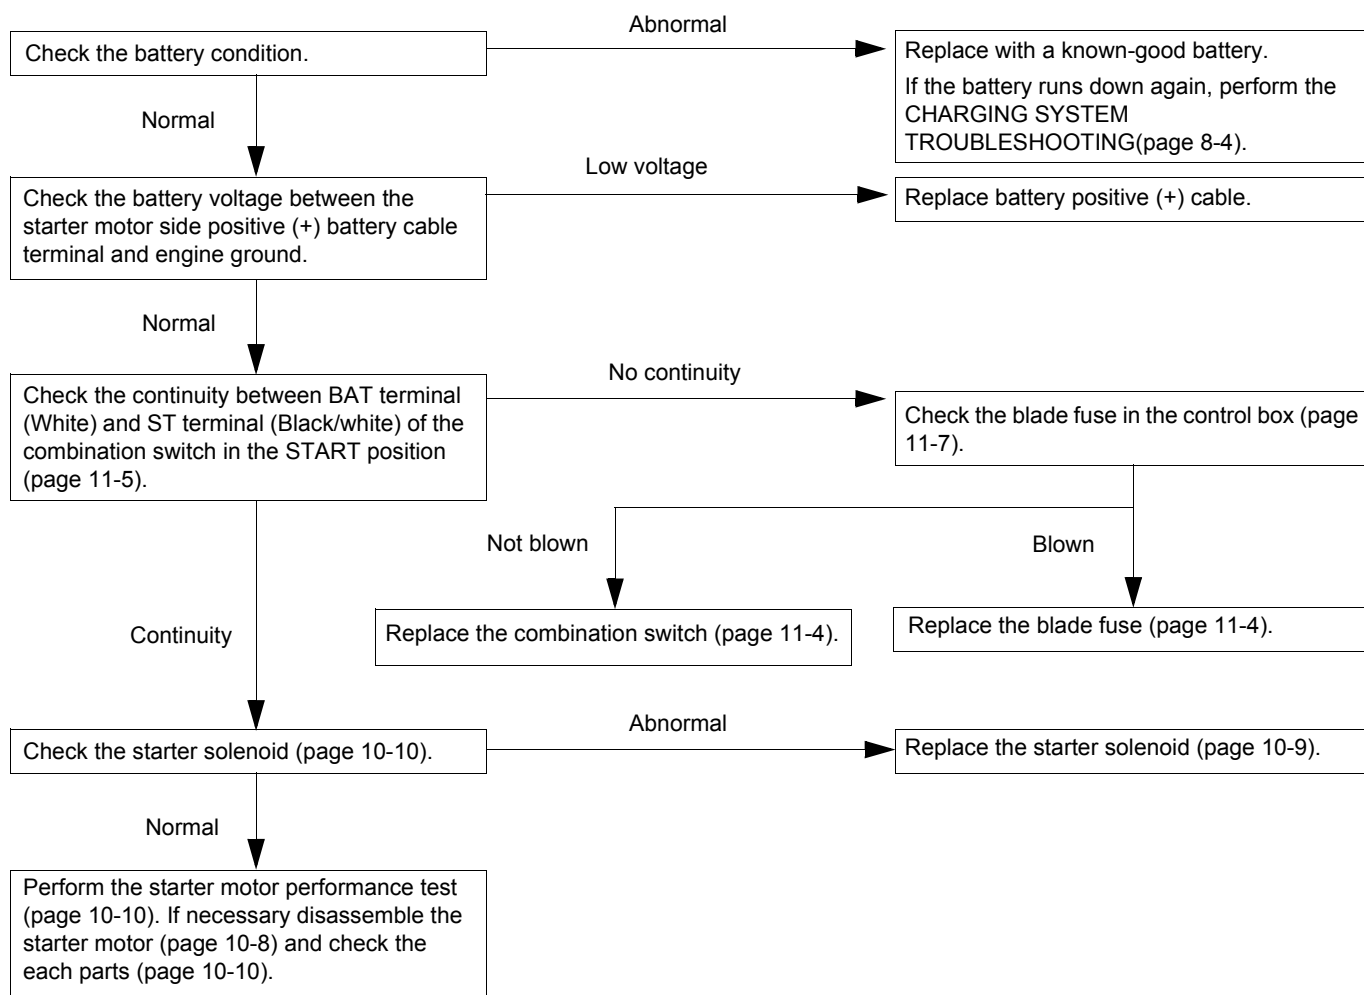 Abnormal
Check the battery condition.
Replace with a known-good battery.
If the battery runs down again, perform the
CHARGING SYSTEM
TROUBLESHOOTING(page 8-4).
Normal
Low voltage
Check the battery voltage between the
starter motor side positive (+) battery cable
terminal and engine ground.
Replace battery positive (+) cable.
Normal
No continuity
Check the continuity between BAT terminal
(White) and ST terminal (Black/white) of the
combination switch in the START position
(page 11-5).
Check the blade fuse in the control box (page
11-7).
Not blown
Blown
Continuity
Replace the combination switch (page 11-4).
Replace the blade fuse (page 11-4).
Abnormal
Check the starter solenoid (page 10-10).
Replace the starter solenoid (page 10-9).
Normal
Perform the starter motor performance test
(page 10-10). If necessary disassemble the
starter motor (page 10-8) and check the
each parts (page 10-10).